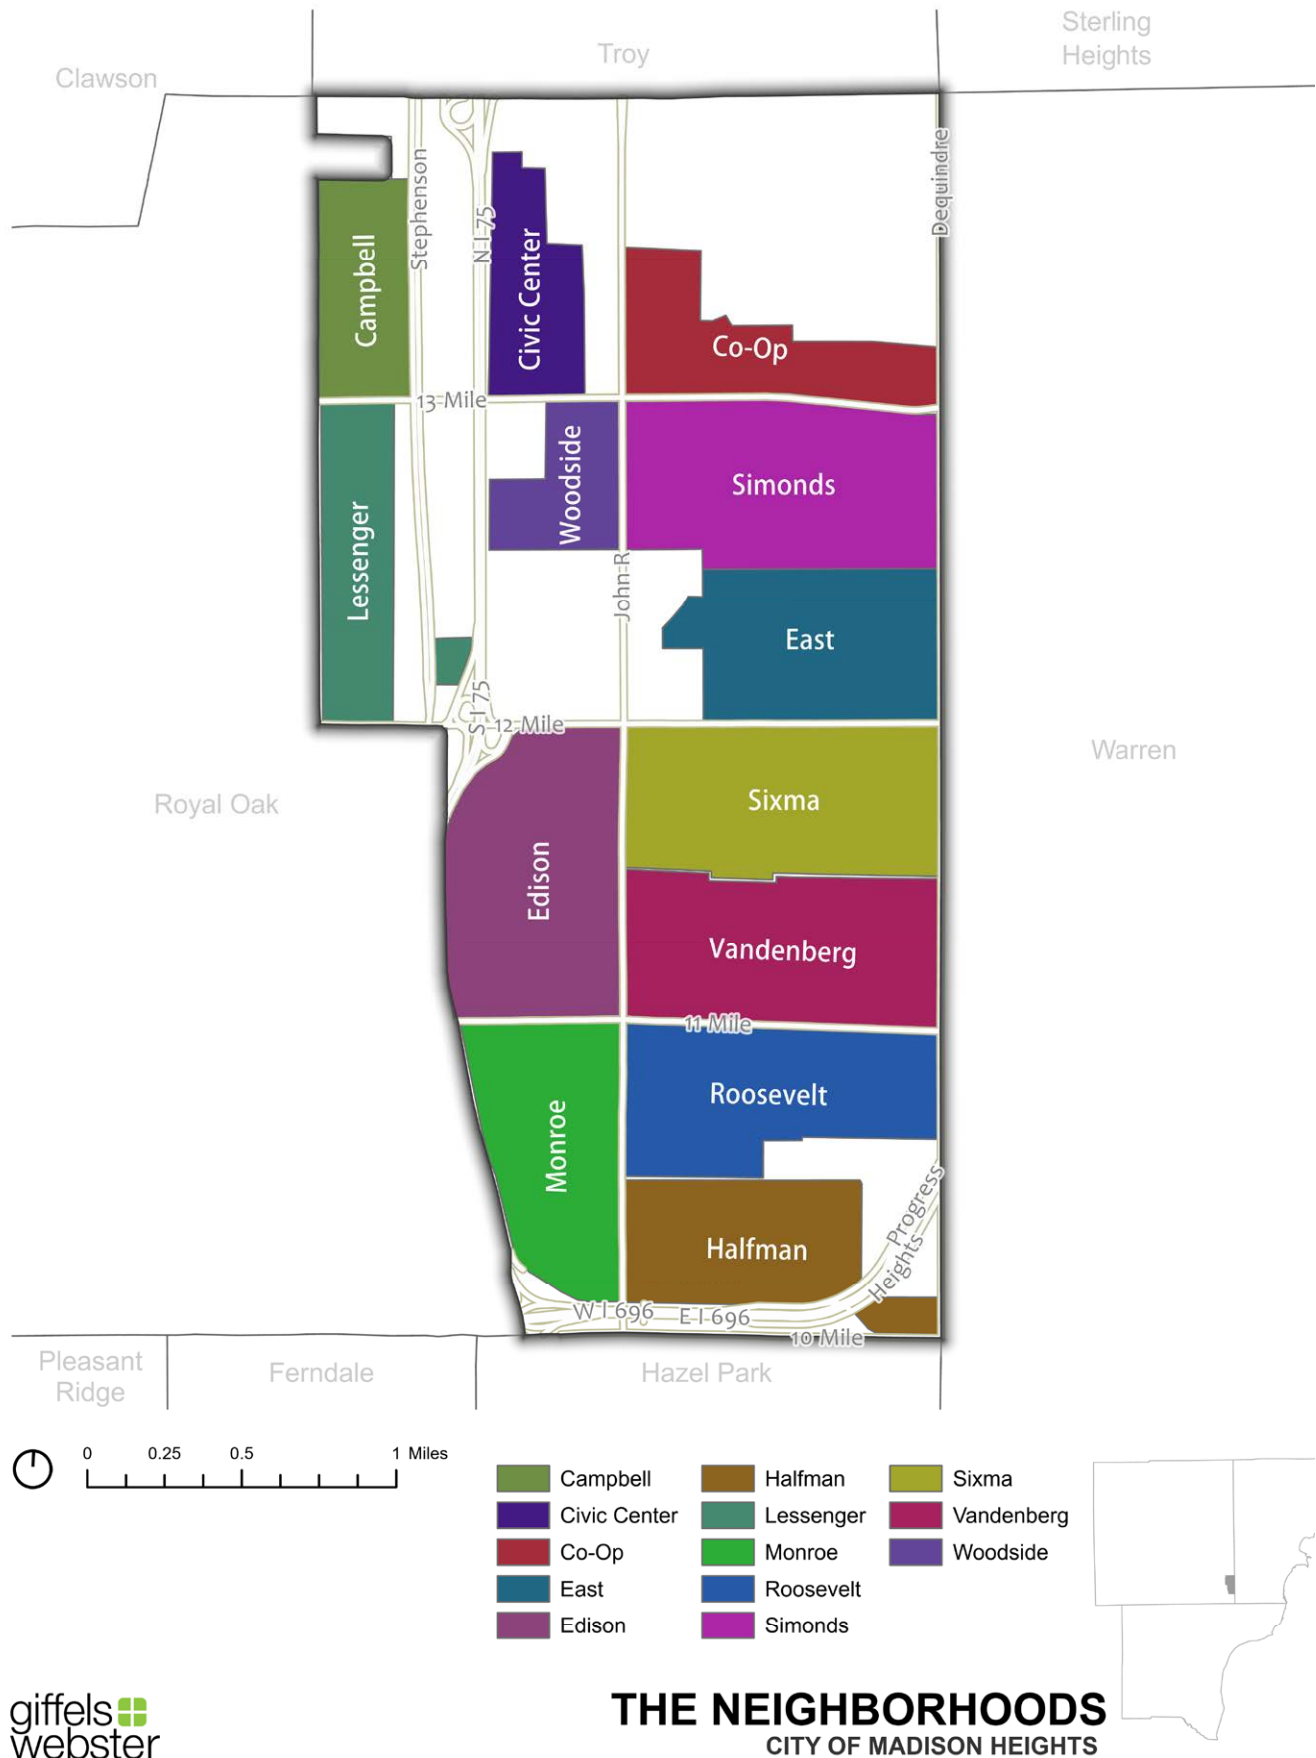 Sterling
Heights
Troy
Clawson
Dequindre
Stephenson
N I 75
Campbell
Civic Center
Co-Op
13 Mile
Woodside
Simonds
Lessenger
John R
East
S I 75
12 Mile
Warren
Royal Oak
Sixma
Edison
Vandenberg
11 Mile
Roosevelt
Monroe
Progress
Heights
Halfman
W I 696
E I 696
10 Mile
Pleasant
Ridge
Ferndale
Hazel Park
0 0.25 0.5 1 Miles
Campbell
Civic Center
Co-Op
East
Edison
Halfman
Lessenger
Monroe
Roosevelt
Simonds
Sixma
Vandenberg
Woodside
giffels
webster
THE NEIGHBORHOODS
CITY OF MADISON HEIGHTS